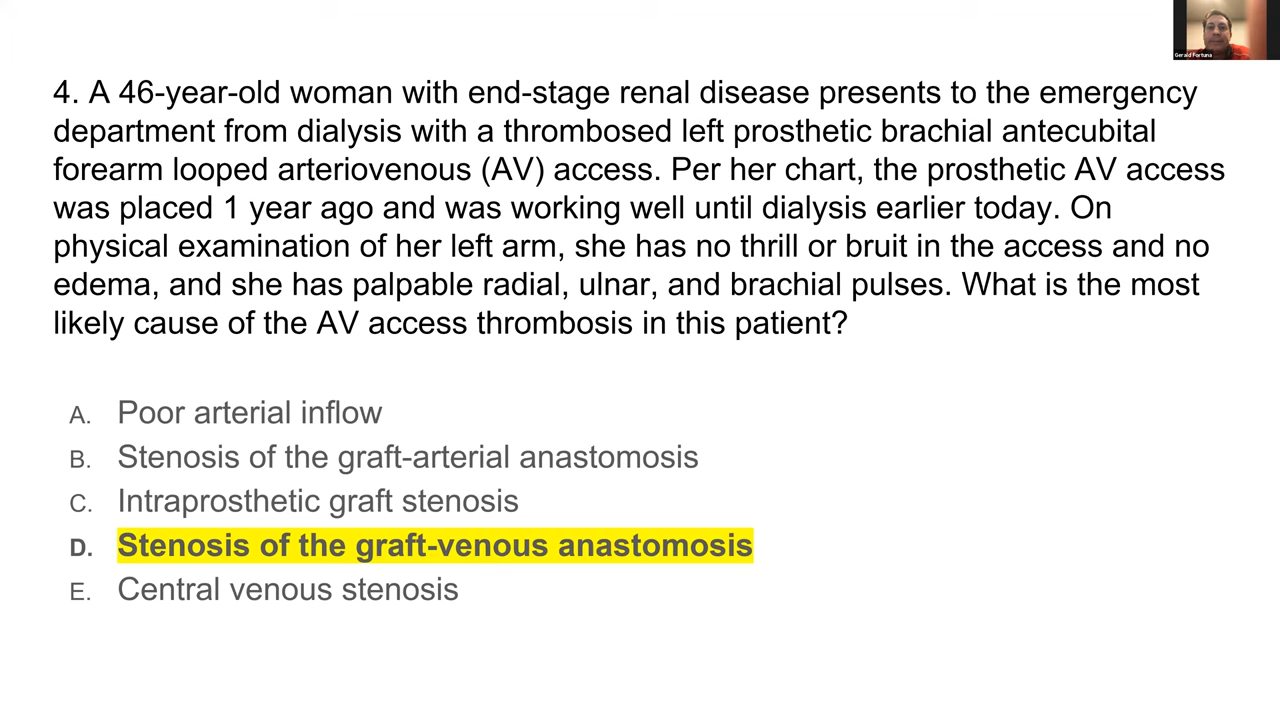 Gerald Fortuna
4. A 46-year-old woman with end-stage renal disease presents to the emergency
department from dialysis with a thrombosed left prosthetic brachial antecubital
forearm looped arteriovenous (AV) access. Per her chart, the prosthetic AV access
was placed 1 year ago and was working well until dialysis earlier today. On
physical examination of her left arm, she has no thrill or bruit in the access and no
edema, and she has palpable radial, ulnar, and brachial pulses. What is the most
likely cause of the AV access thrombosis in this patient?
A. Poor arterial inflow
B. Stenosis of the graft-arterial anastomosis
C. Intraprosthetic graft stenosis
D. Stenosis of the graft-venous anastomosis
E. Central venous stenosis